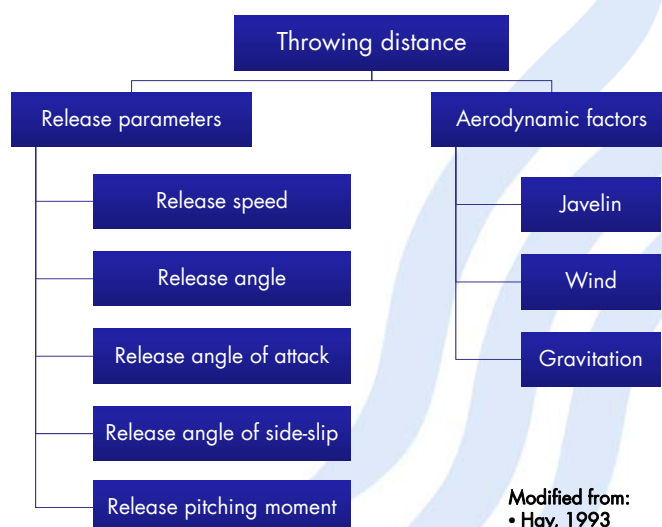 Throwing distance
Release parameters
Release speed
Release angle
Release angle of attack
Release angle of side-slip
Release pitching moment
Aerodynamic factors
Javelin
Wind
Gravitation
Modified from:
• Hay, 1993